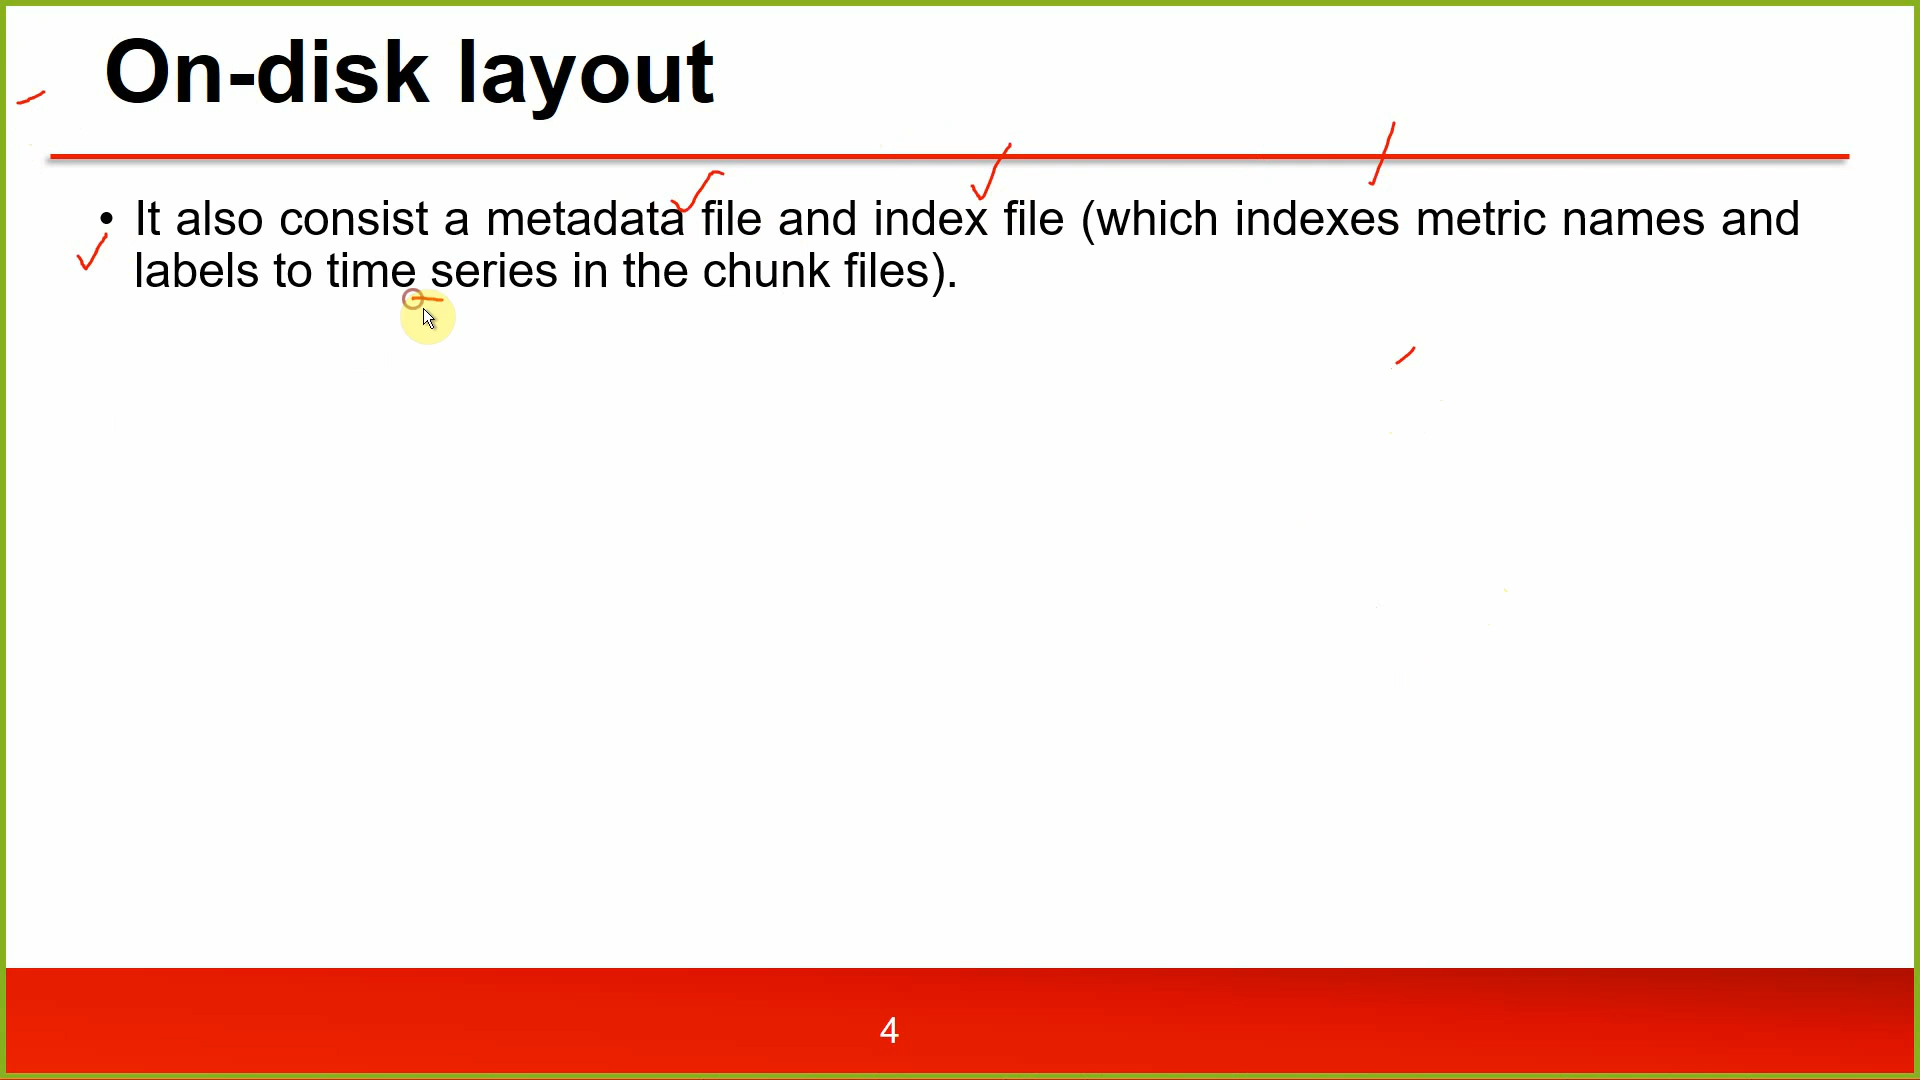 On-disk layout
• It also consist a metadata file and index file (which indexes metric names and
labels to time series in the chunk files).
4